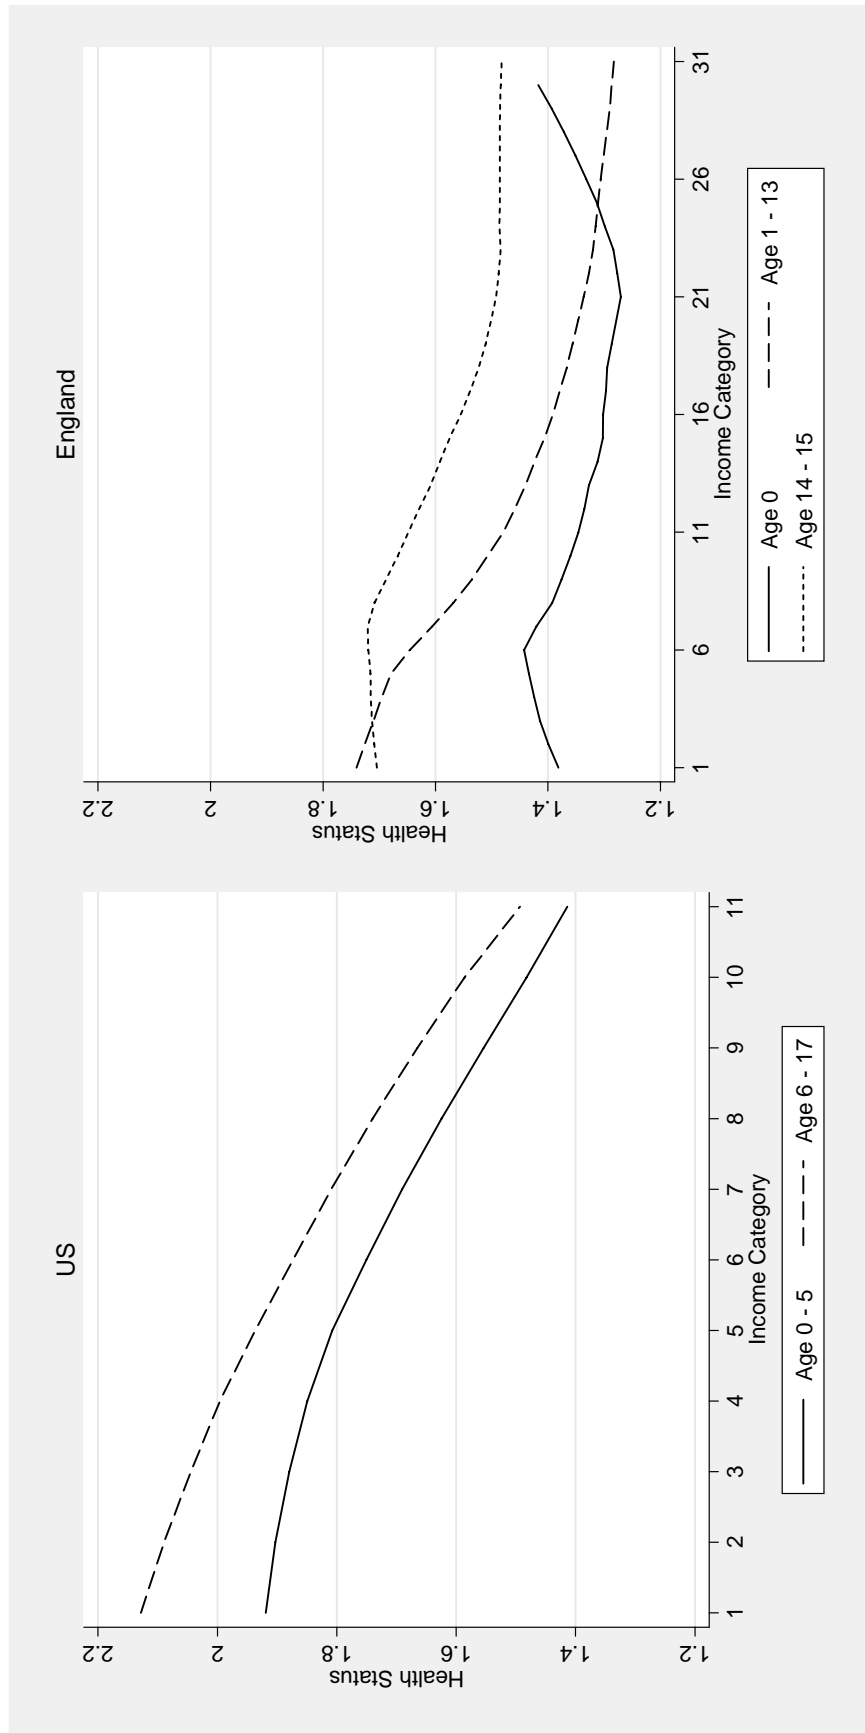 US
Health Status
2.2
2
1.8
1.6
1.4
1.2
1 2 3 4 5 6 7 8 9 10 11
Income Category
Age 0 - 5 Age 6 - 17
England
Health Status
2.2
2
1.8
1.6
1.4
1.2
1 6 11 16 21 26 31
Income Category
Age 0 Age 1 - 13
Age 14 - 15